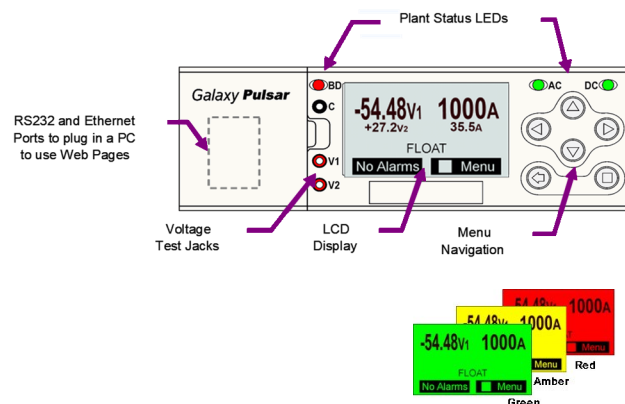 Plant Status LEDs
BD
AC
DC
Galaxy Pulsar
C
-54.48V1 1000A
+27.2V2 35.5A
RS232 and Ethernet
Ports to plug in a PC
to use Web Pages
FLOAT
No Alarms Menu
V1
V2
Voltage
Test Jacks
LCD
Display
Menu
Navigation
-54.48V 1000A
Menu
Red
-54.48V 1000A
Menu
Amber
-54.48V1 1000A
FLOAT
No Alarms Menu
Green